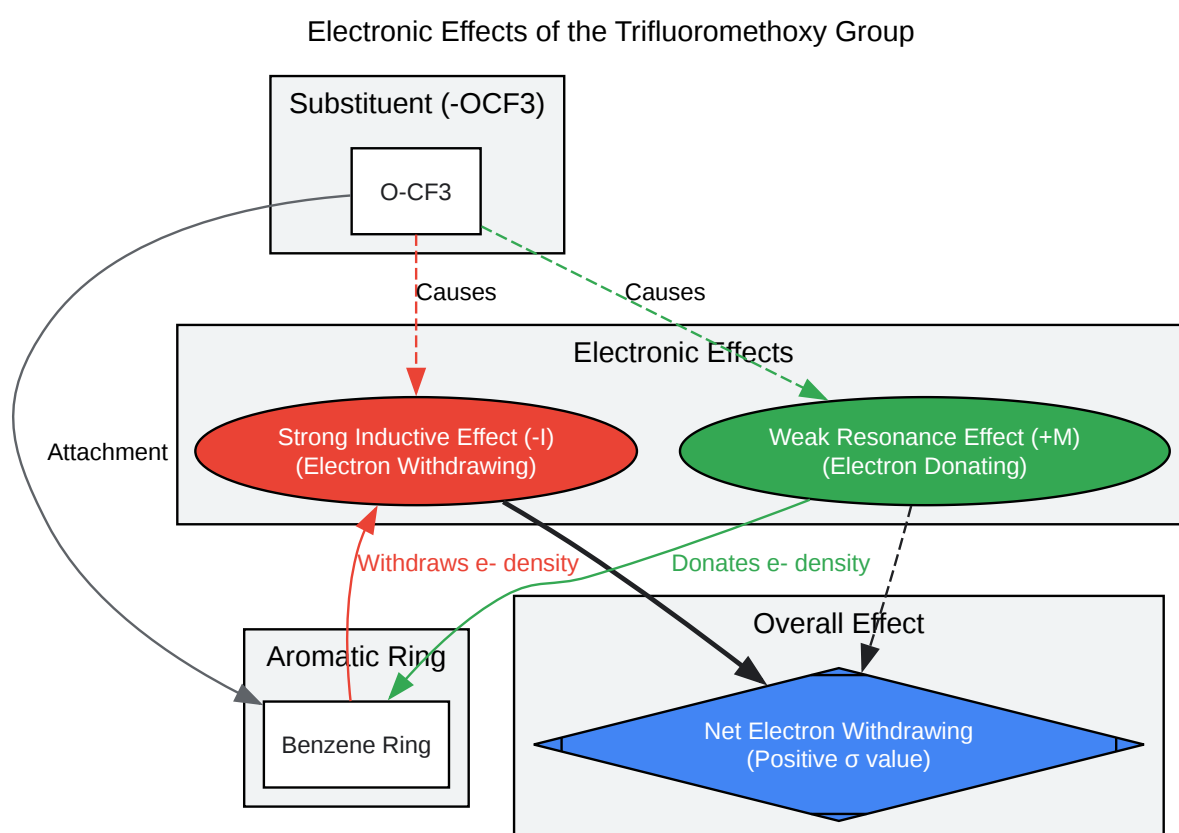 Electronic Effects of the Trifluoromethoxy Group
Substituent (-OCF3)
O-CF3
Causes
Causes
Electronic Effects
Attachment
Strong Inductive Effect (-I)
(Electron Withdrawing)
Weak Resonance Effect (+M)
(Electron Donating)
Withdraws e- density
Donates e- density
Overall Effect
Aromatic Ring
Benzene Ring
Net Electron Withdrawing
(Positive σ value)